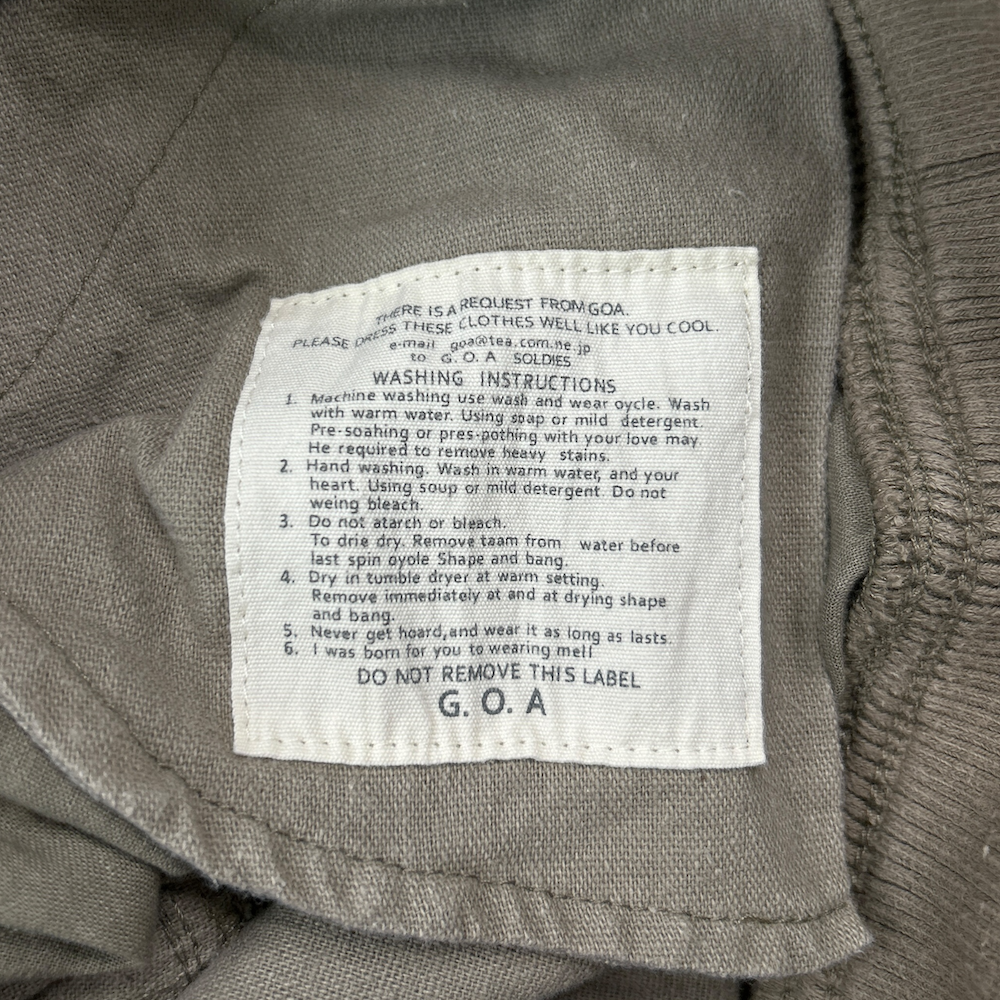 THERE IS A REQUEST FROM GOA.
PLEASE DRESS THESE CLOTHES WELL LIKE YOU COOL.
e-mail goa@tea.com.ne.jp
to G. O. A SOLDIES
WASHING INSTRUCTIONS
1. Machine washing use wash and wear oycle. Wash
with warm water. Using soap or mild detergent.
Pre-soahing or pres-pothing with your love may
He required to remove heavy stains.
2. Hand washing. Wash in warm water, and your
heart. Using soup or mild detergent. Do not
weing bleach.
3. Do not atarch or bleach.
To drie dry. Remove taam from water before
last spin oyole Shape and bang.
4. Dry in tumble dryer at warm setting.
Remove immediately at and at drying shape
and bang.
5. Never get hoard,and wear it as long as lasts.
6. I was born for you to wearing mell
DO NOT REMOVE THIS LABEL
G. O. A